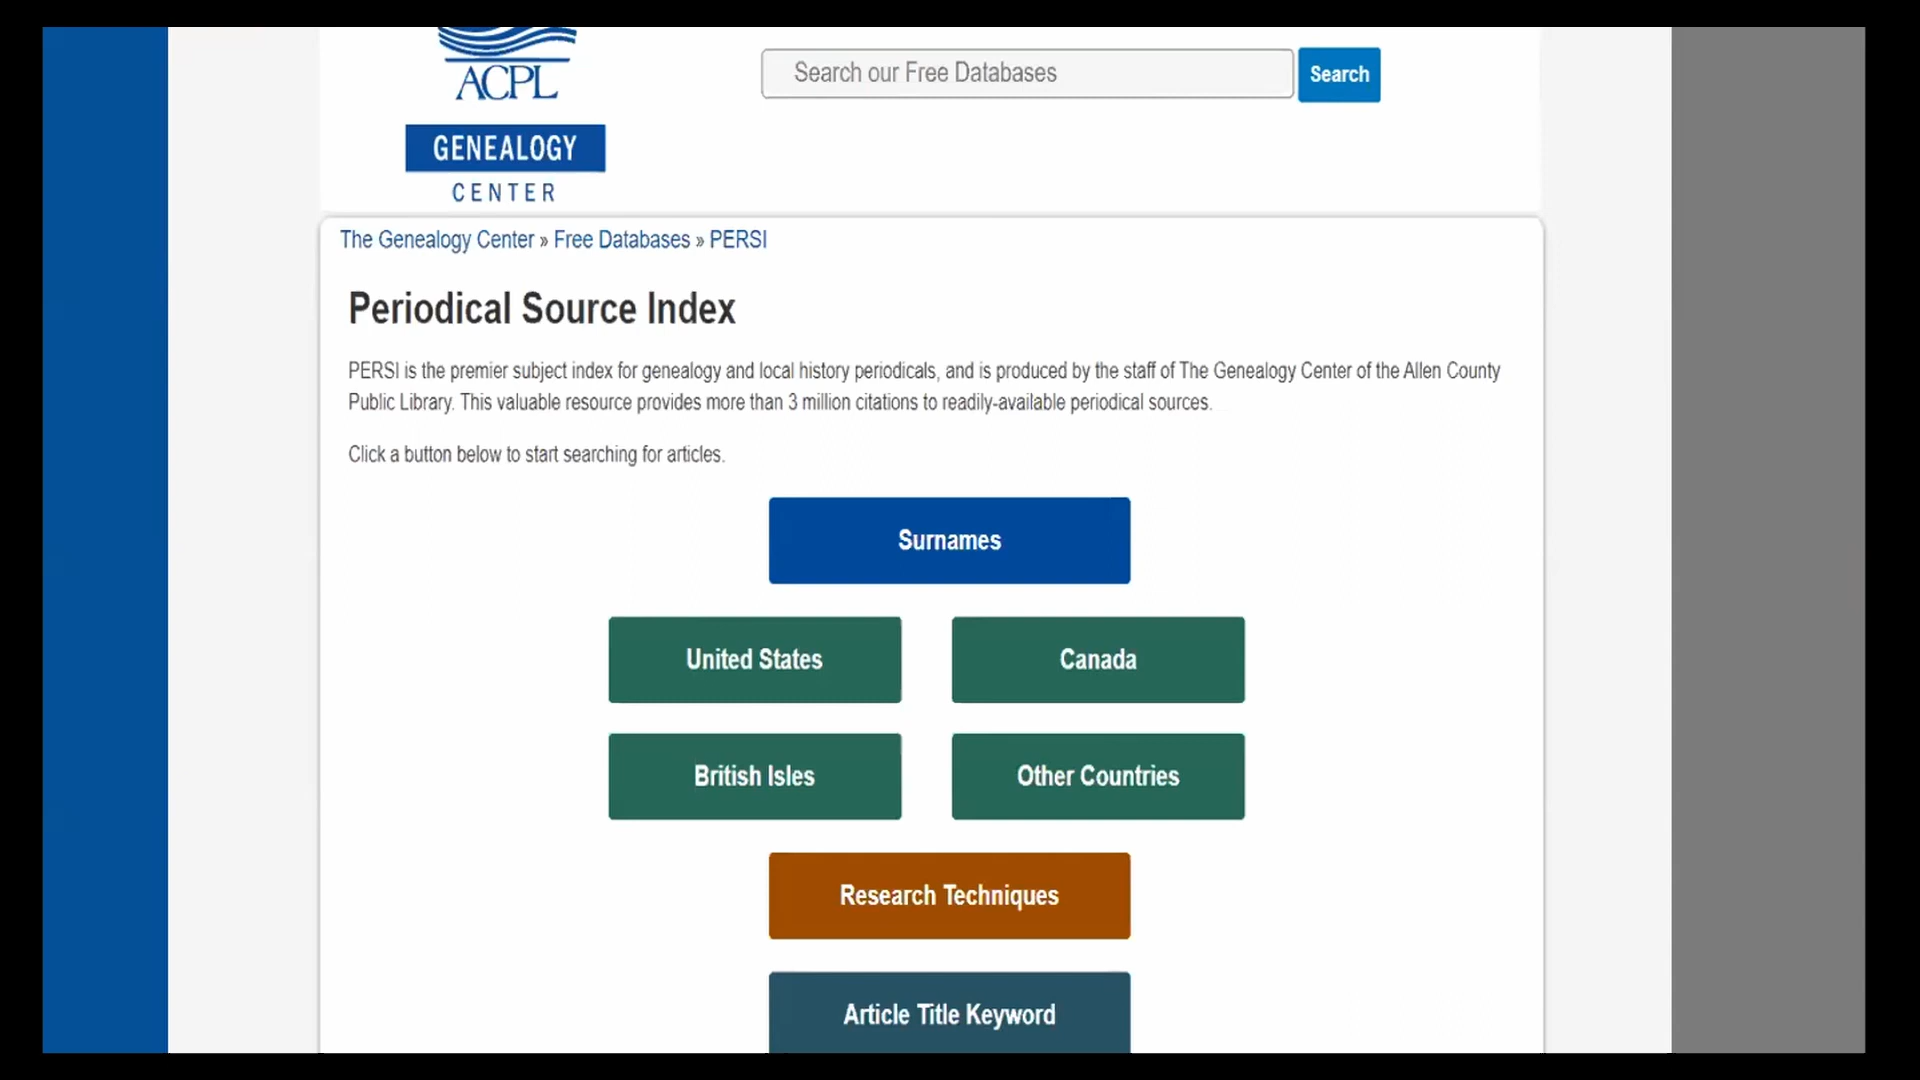 ACPL
GENEALOGY
CENTER
Search our Free Databases
Search
The Genealogy Center » Free Databases » PERSI
Periodical Source Index
PERSI is the premier subject index for genealogy and local history periodicals, and is produced by the staff of The Genealogy Center of the Allen County
Public Library. This valuable resource provides more than 3 million citations to readily-available periodical sources.
Click a button below to start searching for articles.
Surnames
United States
Canada
British Isles
Other Countries
Research Techniques
Article Title Keyword